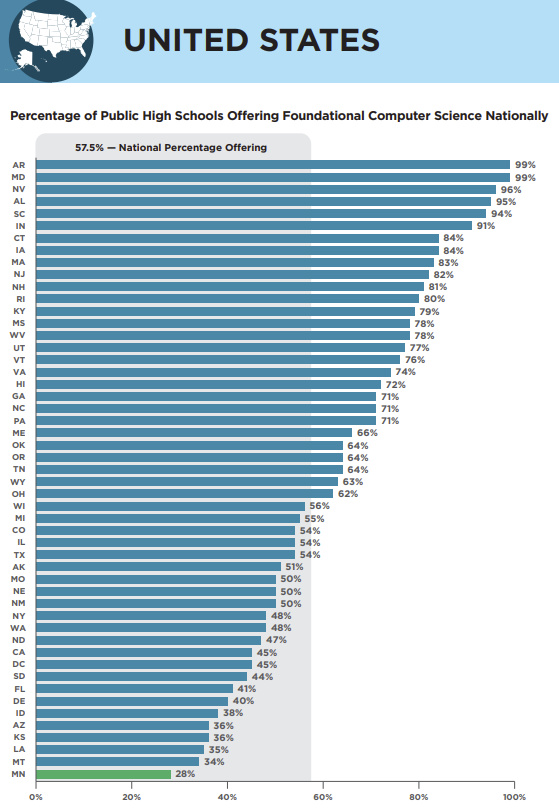 UNITED STATES
Percentage of Public High Schools Offering Foundational Computer Science Nationally
57.5% — National Percentage Offering
AR 99%
MD 99%
NV 96%
AL 95%
SC 94%
IN 91%
CT 84%
IA 84%
MA 83%
NJ 82%
NH 81%
RI 80%
KY 79%
MS 78%
WV 78%
UT 77%
VT 76%
VA 74%
HI 72%
GA 71%
NC 71%
PA 71%
ME 66%
OK 64%
OR 64%
TN 64%
WY 63%
OH 62%
WI 56%
MI 55%
CO 54%
IL 54%
TX 54%
AK 51%
MO 50%
NE 50%
NM 50%
NY 48%
WA 48%
ND 47%
CA 45%
DC 45%
SD 44%
FL 41%
DE 40%
ID 38%
AZ 36%
KS 36%
LA 35%
MT 34%
MN 28%
0% 20% 40% 60% 80% 100%